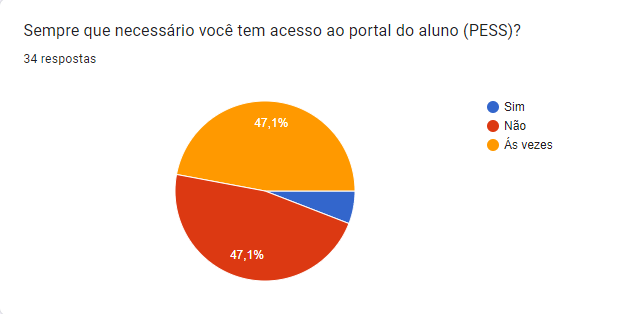 Sempre que necessário você tem acesso ao portal do aluno (PESS)?
34 respostas
Sim
Não
Ás vezes
47,1%
47,1%